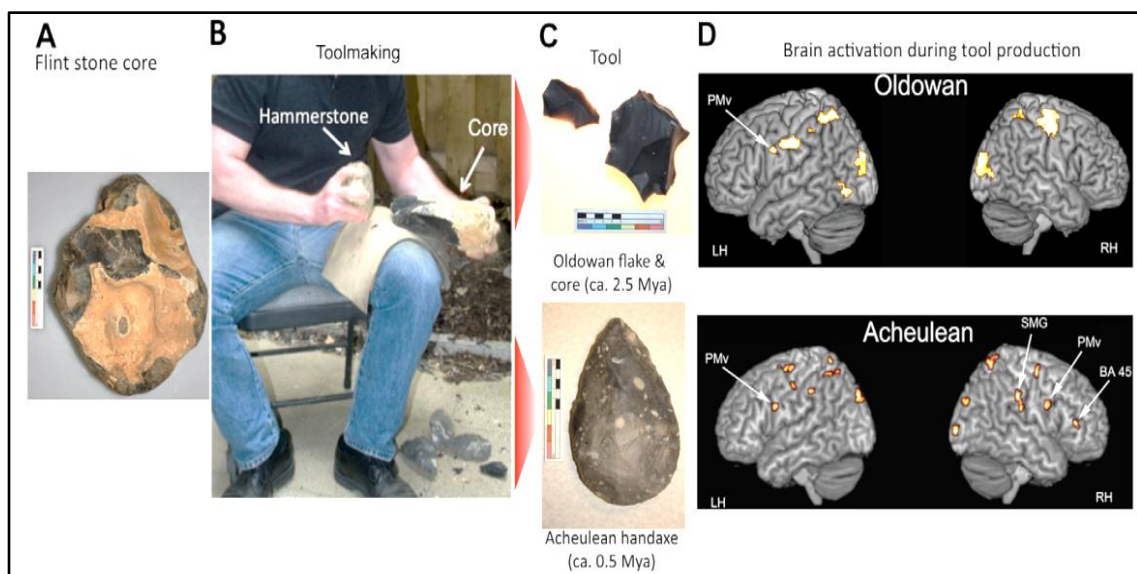 A
Flint stone core
B
Toolmaking
Hammerstone
Core
C
Tool
Oldowan flake &
core (ca. 2.5 Mya)
Acheulean handaxe
(ca. 0.5 Mya)
D
Brain activation during tool production
Oldowan
PMv
LH
RH
Acheulean
PMv
SMG
PMv
BA 45
LH
RH